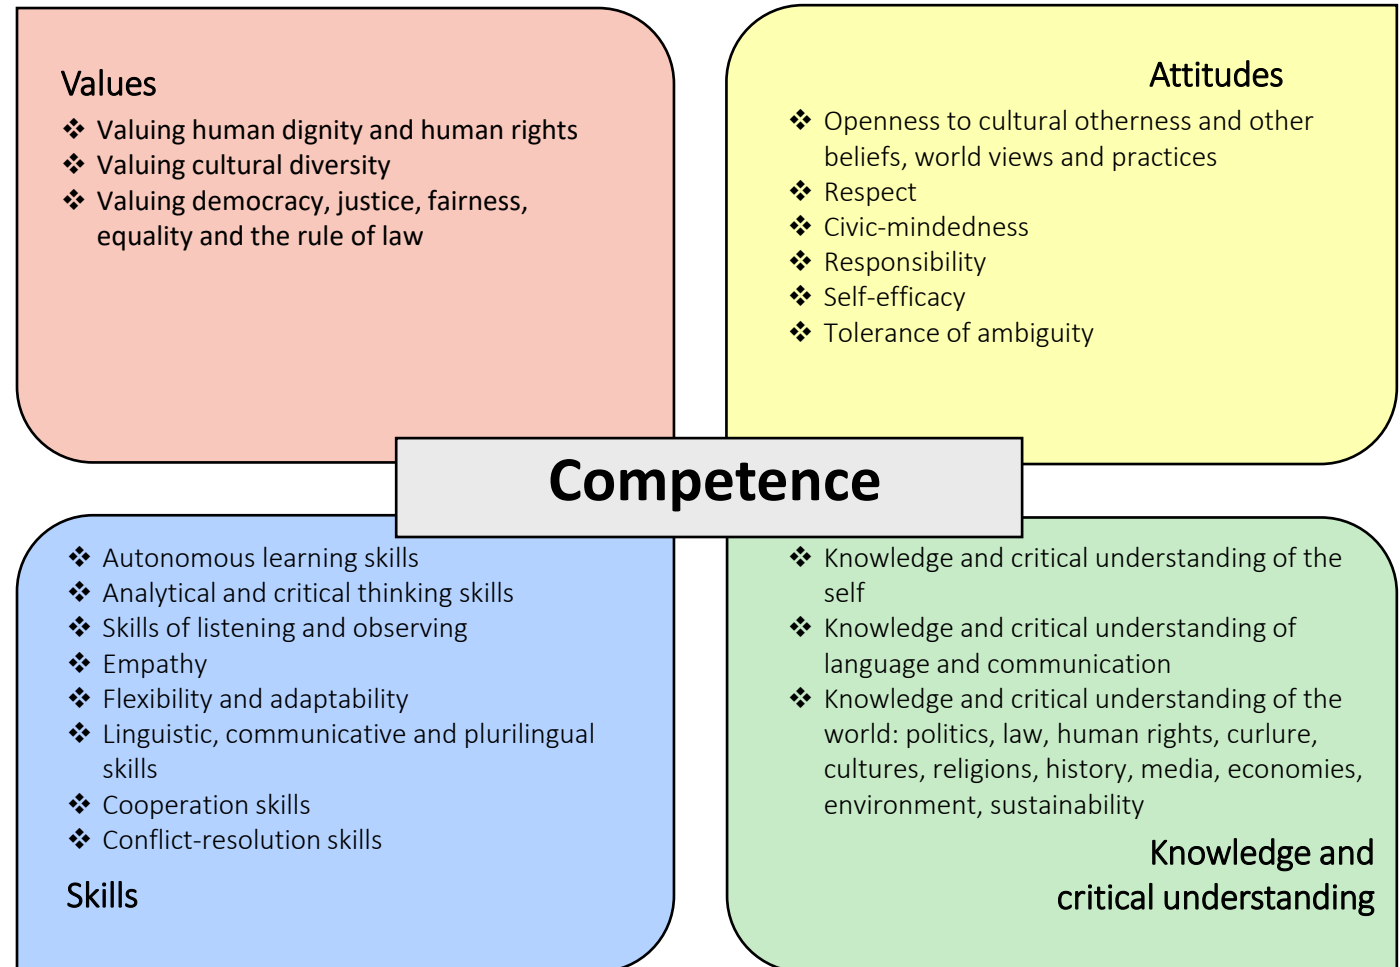 Values
❖ Valuing human dignity and human rights
❖ Valuing cultural diversity
❖ Valuing democracy, justice, fairness,
equality and the rule of law
Attitudes
❖ Openness to cultural otherness and other
beliefs, world views and practices
❖ Respect
❖ Civic-mindedness
❖ Responsibility
❖ Self-efficacy
❖ Tolerance of ambiguity
Competence
❖ Autonomous learning skills
❖ Analytical and critical thinking skills
❖ Skills of listening and observing
❖ Empathy
❖ Flexibility and adaptability
❖ Linguistic, communicative and plurilingual
skills
❖ Cooperation skills
❖ Conflict-resolution skills
Skills
❖ Knowledge and critical understanding of the
self
❖ Knowledge and critical understanding of
language and communication
❖ Knowledge and critical understanding of the
world: politics, law, human rights, curlure,
cultures, religions, history, media, economies,
environment, sustainability
Knowledge and
critical understanding